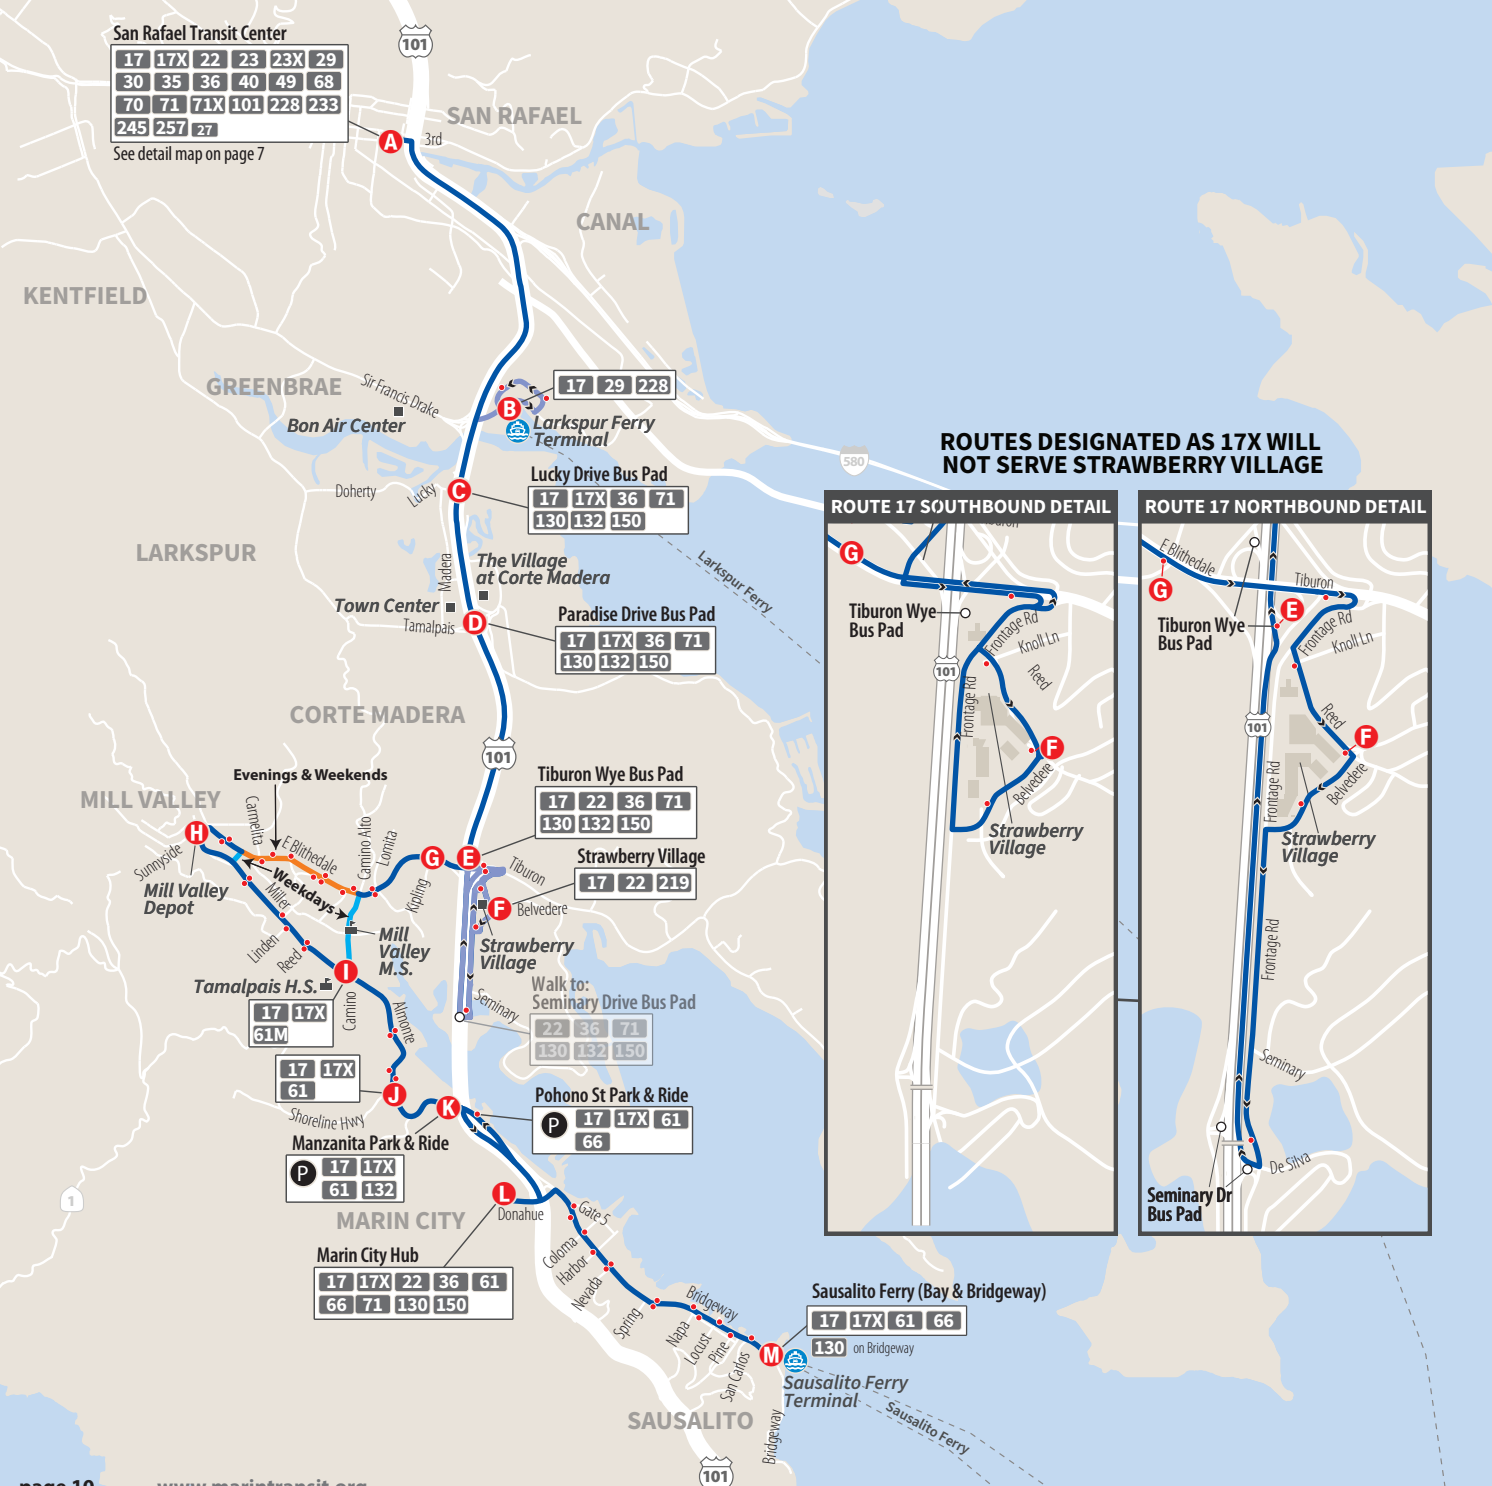 San Rafael Transit Center
17 17X 22 23 23X 29
30 35 36 40 49 68
70 71 71X 101 228 233
245 257 27
See detail map on page 7
101
A
3rd
SAN RAFAEL
CANAL
KENTFIELD
GREENBRAE
Sir Francis Drake
Bon Air Center
B
17 29 228
Larkspur Ferry
Terminal
Lucky Drive Bus Pad
17 17X 36 71
130 132 150
C
Doherty
Lucky
580
LARKSPUR
Madera
The Village
at Corte Madera
Town Center
Tamalpais
D
Paradise Drive Bus Pad
17 17X 36 71
130 132 150
Larkspur Ferry
CORTE MADERA
101
Tiburon Wye Bus Pad
17 22 36 71
130 132 150
Evenings & Weekends
MILL VALLEY
H
Carmelita
E Blithedale
Camino Alto
Lomita
G
E
Tiburon
Strawberry Village
17 22 219
Sunnyside
Mill Valley
Depot
Weekdays
Miller
Kipling
F
Belvedere
Linden
Reed
Mill
Valley
M.S.
Strawberry
Village
Tamalpais H.S.
I
17 17X
61M
Camino
Almonte
Seminary
Walk to:
Seminary Drive Bus Pad
22 36 71
130 132 150
17 17X
61
J
Shoreline Hwy
K
Pohono St Park & Ride
P
17 17X 61
66
Manzanita Park & Ride
P
17 17X
61 132
1
MARIN CITY
L
Donahue
Gate 5
Marin City Hub
17 17X 22 36 61
66 71 130 150
Coloma
Harbor
Nevada
Spring
Bridgeway
Napa
Locust
Pine
San Carlos
M
Sausalito Ferry (Bay & Bridgeway)
17 17X 61 66
130 on Bridgeway
Sausalito Ferry
Terminal
Sausalito Ferry
SAUSALITO
Bridgeway
101
ROUTES DESIGNATED AS 17X WILL
NOT SERVE STRAWBERRY VILLAGE
ROUTE 17 SOUTHBOUND DETAIL
G
Tiburon Wye
Bus Pad
Frontage Rd
Knoll Ln
Reed
101
Frontage Rd
F
Belvedere
Strawberry
Village
ROUTE 17 NORTHBOUND DETAIL
E Blithedale
G
Tiburon
E
Tiburon Wye
Bus Pad
Frontage Rd
Knoll Ln
Reed
101
F
Frontage Rd
Belvedere
Strawberry
Village
Frontage Rd
Seminary
De Silva
Seminary Dr
Bus Pad
page 10
www.marintransit.org